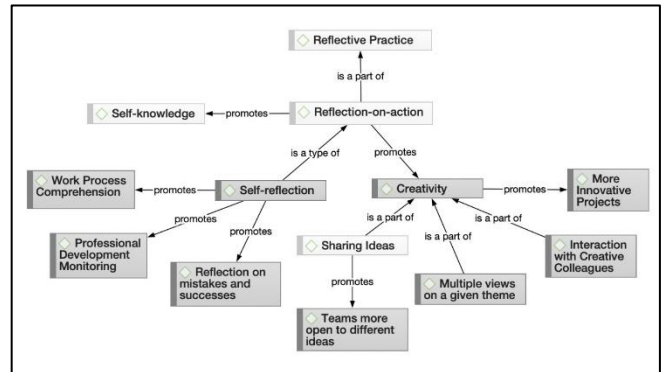 Reflective Practice
is a part of
Self-knowledge
promotes
Reflection-on-action
is a type of
promotes
Work Process
Comprehension
promotes
Self-reflection
Creativity
promotes
More
Innovative
Projects
promotes
promotes
is a part of
is a part of
is a part of
Professional
Development
Monitoring
Reflection on
mistakes and
successes
Sharing Ideas
promotes
Multiple views
on a given theme
Interaction
with Creative
Colleagues
Teams more
open to different
ideas